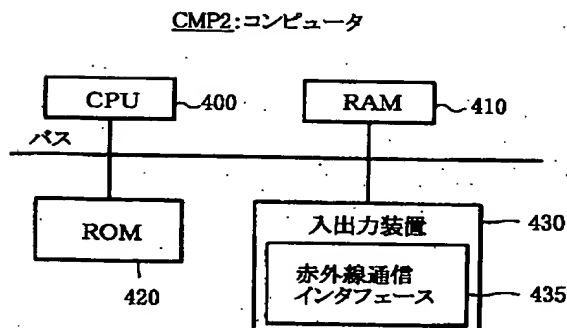 CMP2:コンピュータ
CPU
400
RAM
410
バス
ROM
420
入出力装置
430
赤外線通信
インタフェース
435